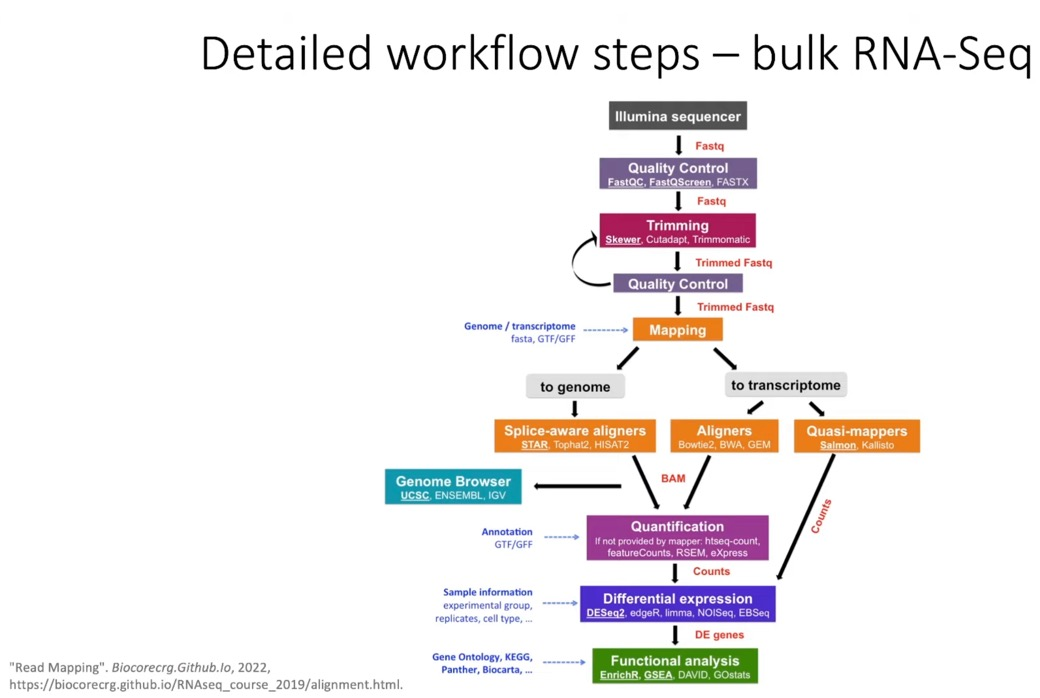 Detailed workflow steps – bulk RNA-Seq
Illumina sequencer
Fastq
Quality Control
FastQC, FastQScreen, FASTX
Fastq
Trimming
Skewer, Cutadapt, Trimmomatic
Trimmed Fastq
Quality Control
Trimmed Fastq
Genome / transcriptome
fasta, GTF/GFF
Mapping
to genome
to transcriptome
Splice-aware aligners
STAR, Tophat2, HISAT2
Aligners
Bowtie2, BWA, GEM
Quasi-mappers
Salmon, Kallisto
Genome Browser
UCSC, ENSEMBL, IGV
BAM
Counts
Annotation
GTF/GFF
Quantification
If not provided by mapper: htseq-count,
featureCounts, RSEM, eXpress
Counts
Sample information
experimental group,
replicates, cell type, ...
Differential expression
DESeq2, edgeR, limma, NOISeq, EBSeq
DE genes
Gene Ontology, KEGG,
Panther, Biocarta, ...
Functional analysis
EnrichR, GSEA, DAVID, GOstats
"Read Mapping". Biocorecrg.Github.Io, 2022,
https://biocorecrg.github.io/RNAseq_course_2019/alignment.html.